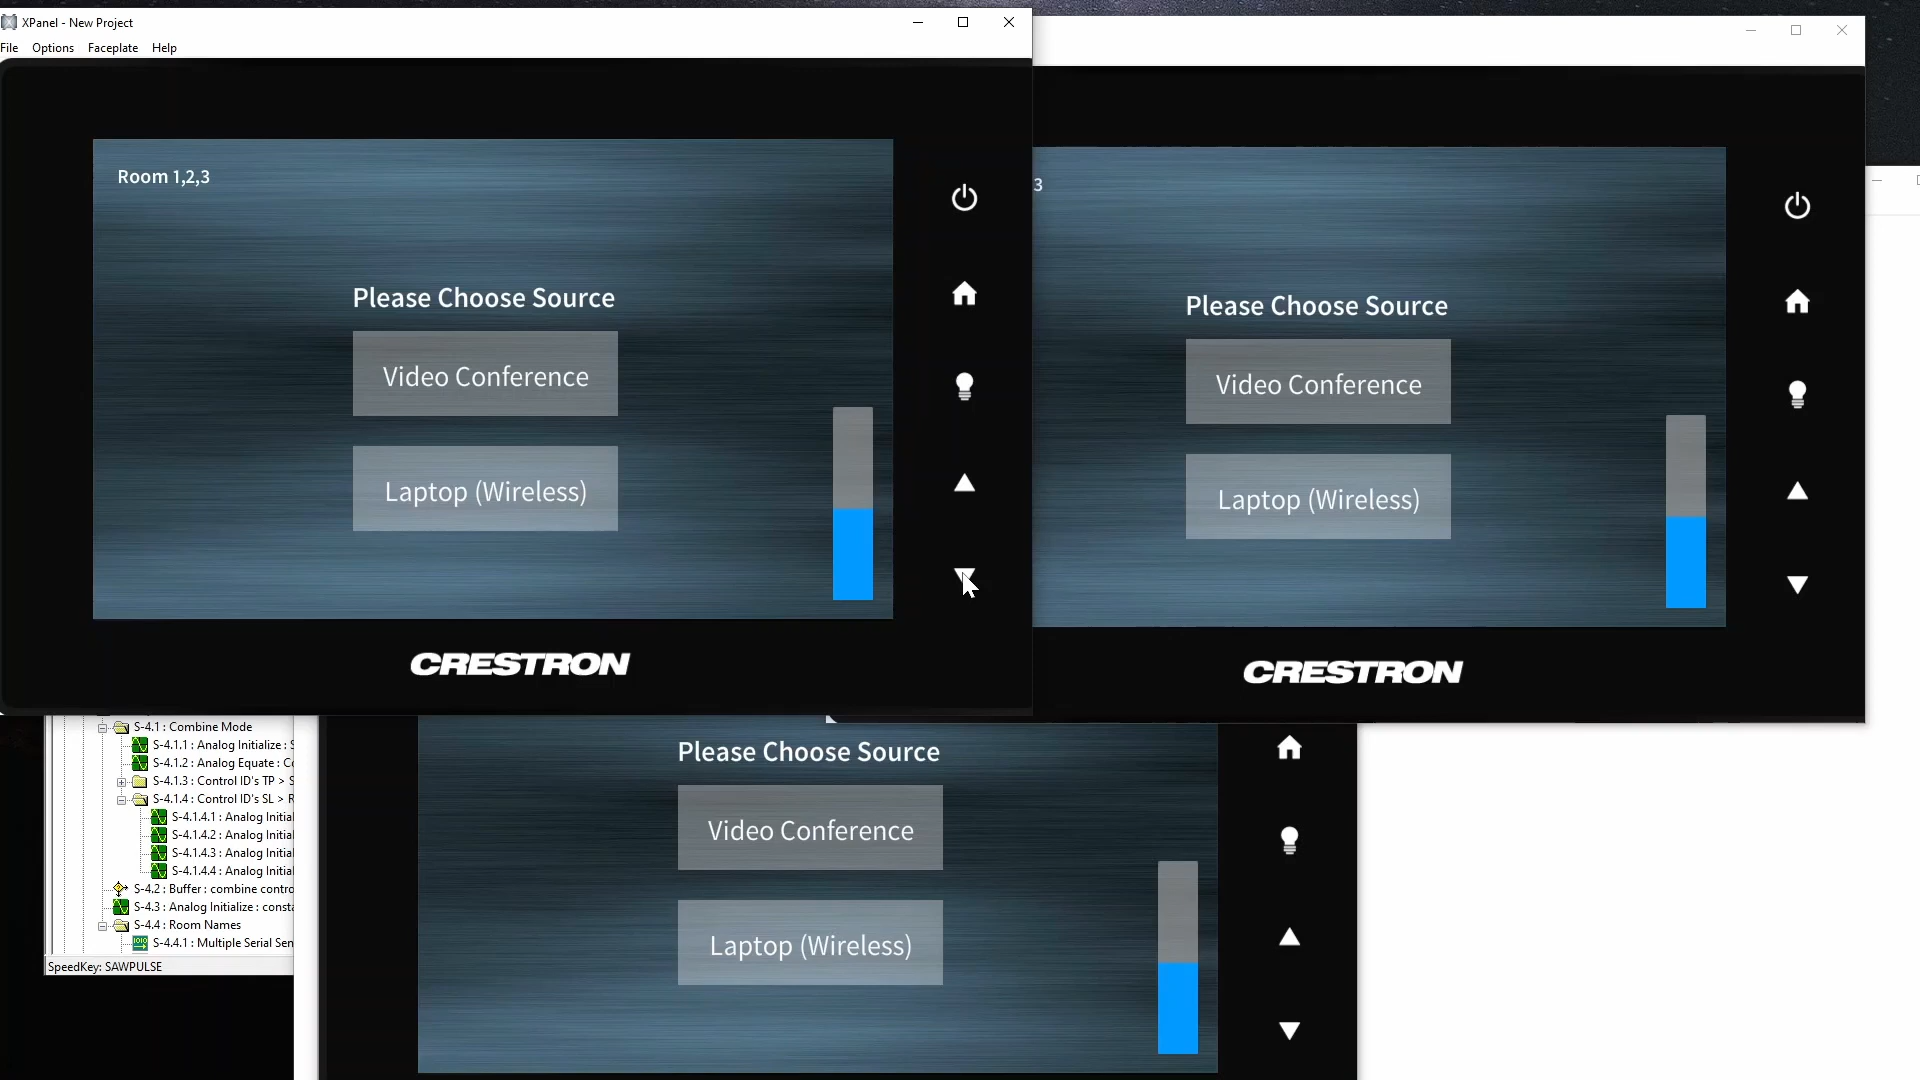 XPanel - New Project
File Options Faceplate Help
Room 1,2,3
Please Choose Source
Video Conference
Laptop (Wireless)
CRESTRON
3
Please Choose Source
Video Conference
Laptop (Wireless)
CRESTRON
S-4.1 : Combine Mode
S-4.1.1 : Analog Initialize : S
S-4.1.2 : Analog Equate : Co
S-4.1.3 : Control ID's TP > S
S-4.1.4 : Control ID's SL > R
S-4.1.4.1 : Analog Initial
S-4.1.4.2 : Analog Initial
S-4.1.4.3 : Analog Initial
S-4.1.4.4 : Analog Initial
S-4.2 : Buffer : combine contro
S-4.3 : Analog Initialize : consta
S-4.4 : Room Names
S-4.4.1 : Multiple Serial Sen
SpeedKey: SAWPULSE
Please Choose Source
Video Conference
Laptop (Wireless)